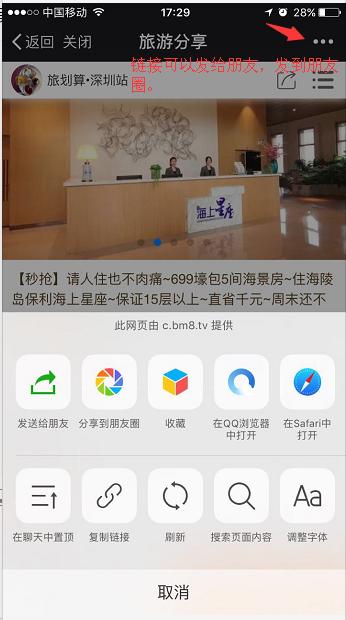 中国移动 17:29 28%
返回 关闭 旅游分享
链接可以发给朋友，发到朋友
圈。
旅划算•深圳站
海上星座
【秒抢】请人住也不肉痛~699壕包5间海景房~住海陵
岛保利海上星座~保证15层以上~直省千元~周末还不
此网页由 c.bm8.tv 提供
发送给朋友 分享到朋友圈 收藏 在QQ浏览器 在Safari中
中打开 打开
在聊天中置顶 复制链接 刷新 搜索页面内容 调整字体
取消